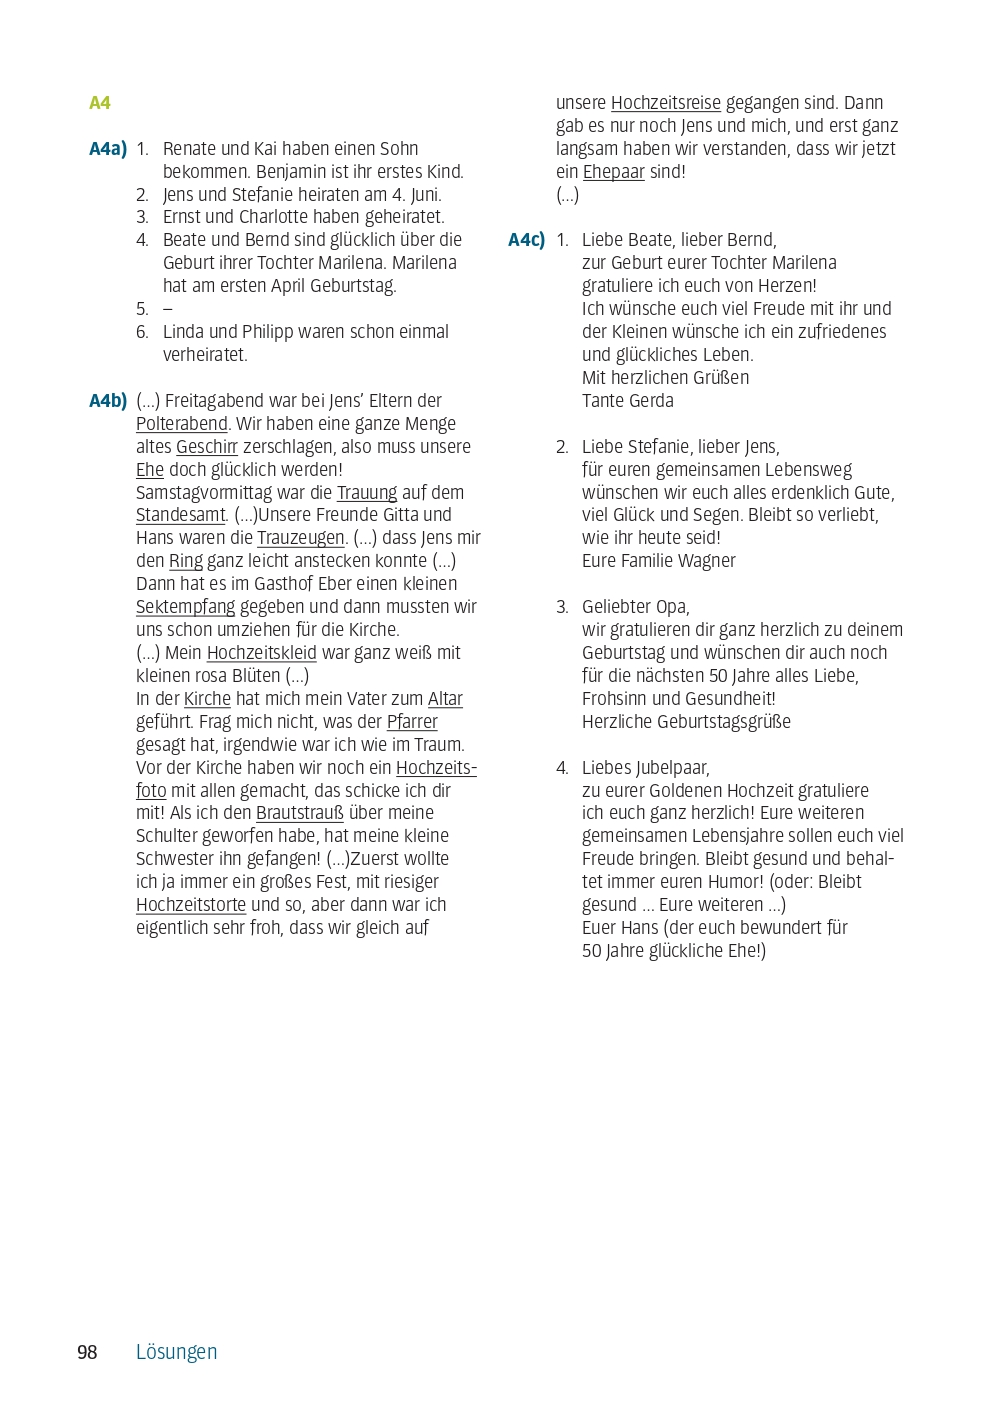 A4
A4a) 1. Renate und Kai haben einen Sohn
bekommen. Benjamin ist ihr erstes Kind.
2. Jens und Stefanie heiraten am 4. Juni.
3. Ernst und Charlotte haben geheiratet.
4. Beate und Bernd sind glücklich über die
Geburt ihrer Tochter Marilena. Marilena
hat am ersten April Geburtstag.
5. –
6. Linda und Philipp waren schon einmal
verheiratet.
A4b) (...) Freitagabend war bei Jens’ Eltern der
Polterabend. Wir haben eine ganze Menge
altes Geschirr zerschlagen, also muss unsere
Ehe doch glücklich werden!
Samstagvormittag war die Trauung auf dem
Standesamt. (...)Unsere Freunde Gitta und
Hans waren die Trauzeugen. (...) dass Jens mir
den Ring ganz leicht anstecken konnte (...)
Dann hat es im Gasthof Eber einen kleinen
Sektempfang gegeben und dann mussten wir
uns schon umziehen für die Kirche.
(...) Mein Hochzeitskleid war ganz weiß mit
kleinen rosa Blüten (...)
In der Kirche hat mich mein Vater zum Altar
geführt. Frag mich nicht, was der Pfarrer
gesagt hat, irgendwie war ich wie im Traum.
Vor der Kirche haben wir noch ein Hochzeits-
foto mit allen gemacht, das schicke ich dir
mit! Als ich den Brautstrauß über meine
Schulter geworfen habe, hat meine kleine
Schwester ihn gefangen! (...)Zuerst wollte
ich ja immer ein großes Fest, mit riesiger
Hochzeitstorte und so, aber dann war ich
eigentlich sehr froh, dass wir gleich auf
unsere Hochzeitsreise gegangen sind. Dann
gab es nur noch Jens und mich, und erst ganz
langsam haben wir verstanden, dass wir jetzt
ein Ehepaar sind!
(...)
A4c) 1. Liebe Beate, lieber Bernd,
zur Geburt eurer Tochter Marilena
gratuliere ich euch von Herzen!
Ich wünsche euch viel Freude mit ihr und
der Kleinen wünsche ich ein zufriedenes
und glückliches Leben.
Mit herzlichen Grüßen
Tante Gerda
2. Liebe Stefanie, lieber Jens,
für euren gemeinsamen Lebensweg
wünschen wir euch alles erdenklich Gute,
viel Glück und Segen. Bleibt so verliebt,
wie ihr heute seid!
Eure Familie Wagner
3. Geliebter Opa,
wir gratulieren dir ganz herzlich zu deinem
Geburtstag und wünschen dir auch noch
für die nächsten 50 Jahre alles Liebe,
Frohsinn und Gesundheit!
Herzliche Geburtstagsgrüße
4. Liebes Jubelpaar,
zu eurer Goldenen Hochzeit gratuliere
ich euch ganz herzlich! Eure weiteren
gemeinsamen Lebensjahre sollen euch viel
Freude bringen. Bleibt gesund und behal-
tet immer euren Humor! (oder: Bleibt
gesund ... Eure weiteren ...)
Euer Hans (der euch bewundert für
50 Jahre glückliche Ehe!)
98 Lösungen